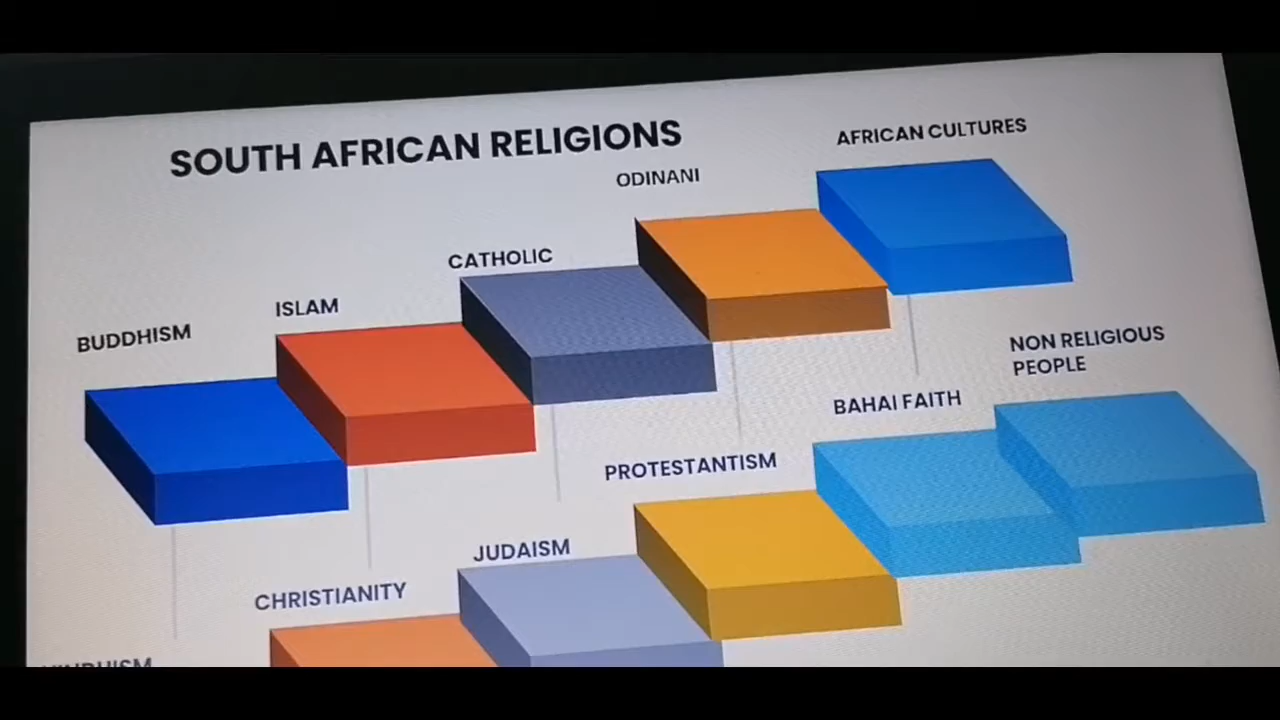 SOUTH AFRICAN RELIGIONS
AFRICAN CULTURES
ODINANI
CATHOLIC
ISLAM
BUDDHISM
NON RELIGIOUS
PEOPLE
BAHAI FAITH
PROTESTANTISM
JUDAISM
CHRISTIANITY